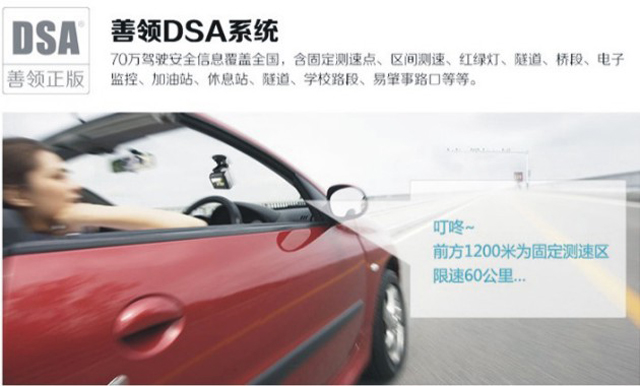 DSA
®
善领正版
善领DSA系统
70万驾驶安全信息覆盖全国，含固定测速点、区间测速、红绿灯、隧道、桥段、电子
监控、加油站、休息站、隧道、学校路段、易肇事路口等等。
叮咚~
前方1200米为固定测速区
限速60公里...